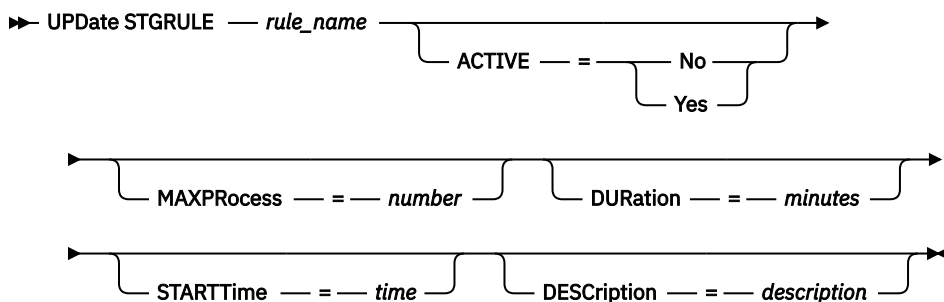 UPDate STGRULE — rule_name
ACTIVE — = — No
Yes
MAXPRocess — = — number DURation — = — minutes
STARTTime — = — time DESCription — = — description